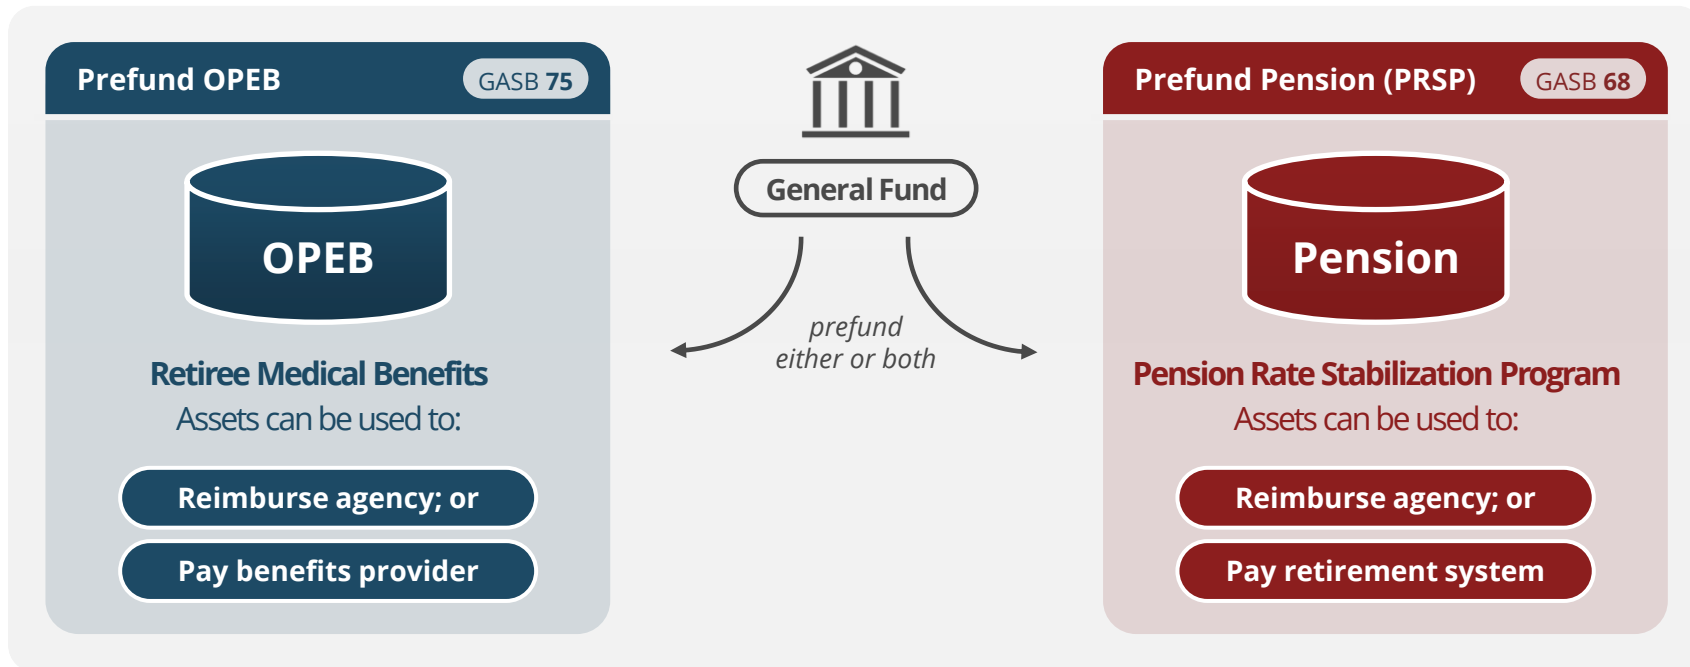 Prefund OPEB
GASB 75
OPEB
Retiree Medical Benefits
Assets can be used to:
Reimburse agency; or
Pay benefits provider
General Fund
prefund
either or both
Prefund Pension (PRSP)
GASB 68
Pension
Pension Rate Stabilization Program
Assets can be used to:
Reimburse agency; or
Pay retirement system